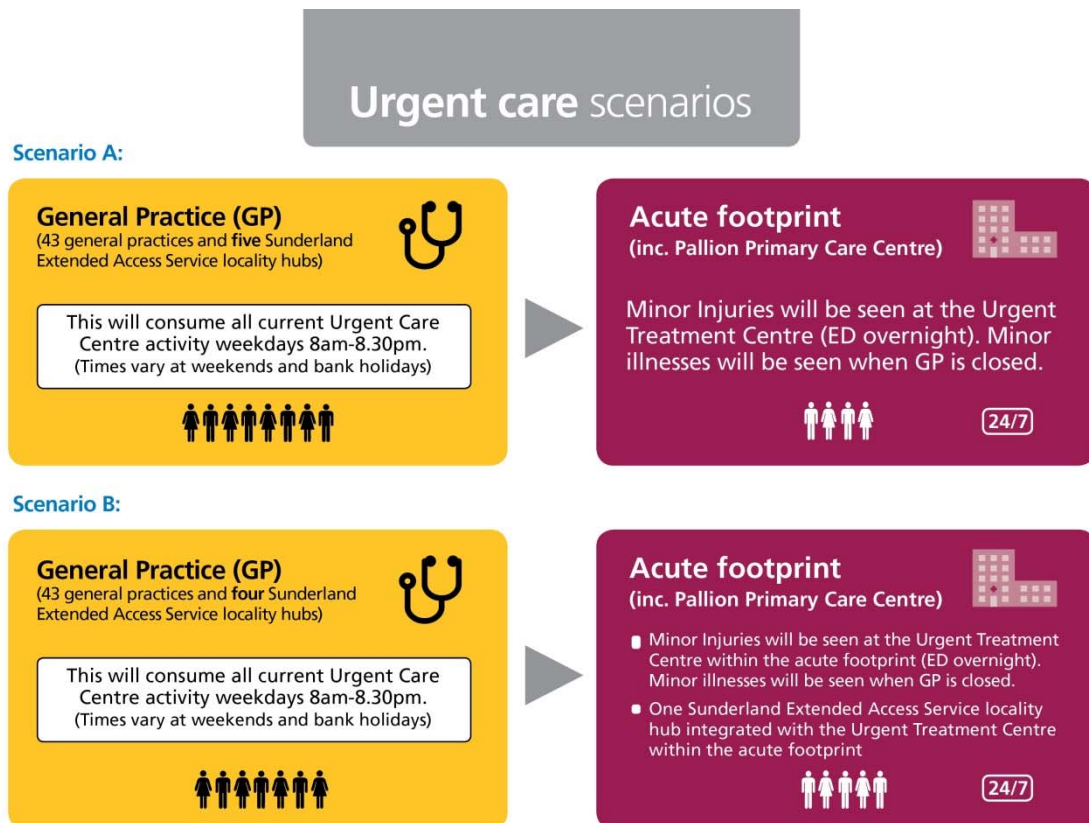 Urgent care scenarios
Scenario A:
General Practice (GP)
(43 general practices and five Sunderland
Extended Access Service locality hubs)
This will consume all current Urgent Care
Centre activity weekdays 8am-8.30pm.
(Times vary at weekends and bank holidays)
Acute footprint
(inc. Pallion Primary Care Centre)
Minor Injuries will be seen at the Urgent
Treatment Centre (ED overnight). Minor
illnesses will be seen when GP is closed.
24/7
Scenario B:
General Practice (GP)
(43 general practices and four Sunderland
Extended Access Service locality hubs)
This will consume all current Urgent Care
Centre activity weekdays 8am-8.30pm.
(Times vary at weekends and bank holidays)
Acute footprint
(inc. Pallion Primary Care Centre)
Minor Injuries will be seen at the Urgent Treatment
Centre within the acute footprint (ED overnight).
Minor illnesses will be seen when GP is closed.
One Sunderland Extended Access Service locality
hub integrated with the Urgent Treatment Centre
within the acute footprint
24/7